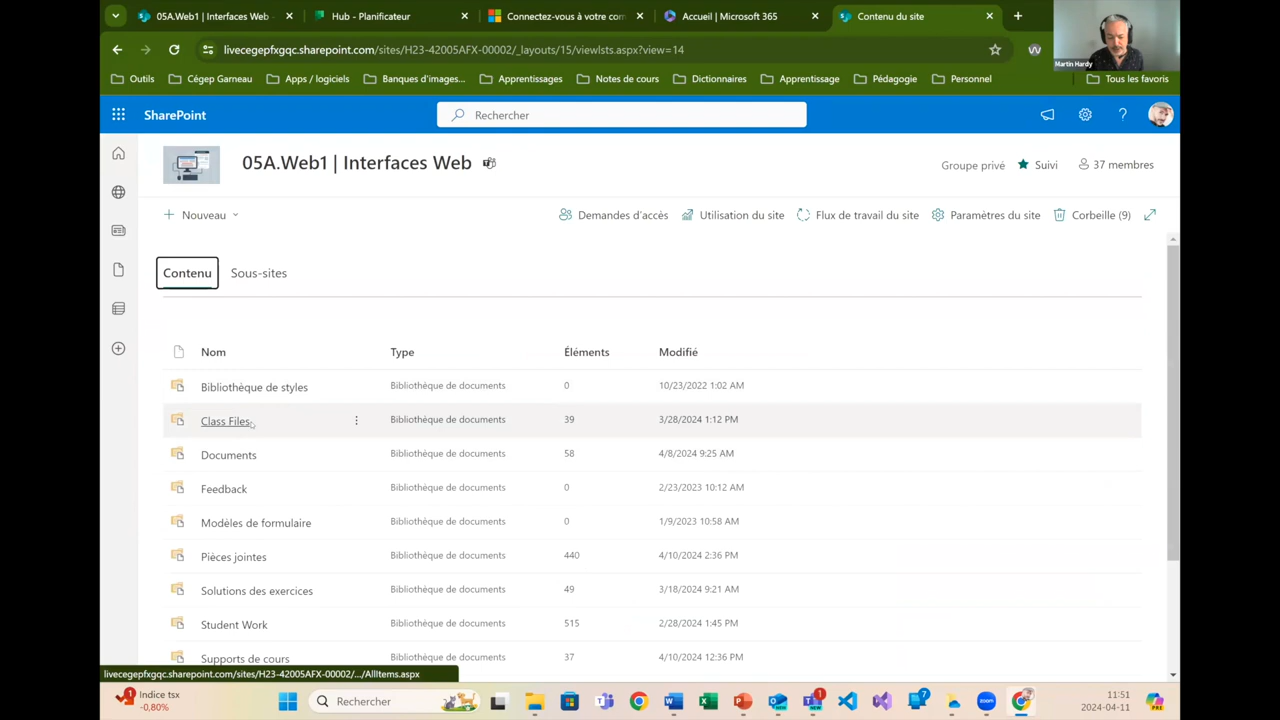 05A.Web1 | Interfaces Web -
Hub - Planificateur
Connectez-vous à votre com
Accueil | Microsoft 365
Contenu du site
livecegepfxgqc.sharepoint.com/sites/H23-42005AFX-00002/_layouts/15/viewlsts.aspx?view=14
Martin Hardy
Outils
Cégep Garneau
Apps / logiciels
Banques d'images...
Apprentissages
Notes de cours
Dictionnaires
Apprentissage
Pédagogie
Personnel
Tous les favoris
SharePoint
Rechercher
05A.Web1 | Interfaces Web
Groupe privé
Suivi
37 membres
Nouveau
Demandes d'accès
Utilisation du site
Flux de travail du site
Paramètres du site
Corbeille (9)
Contenu
Sous-sites
Nom Type Éléments Modifié
Bibliothèque de styles Bibliothèque de documents 0 10/23/2022 1:02 AM
Class Files Bibliothèque de documents 39 3/28/2024 1:12 PM
Documents Bibliothèque de documents 58 4/8/2024 9:25 AM
Feedback Bibliothèque de documents 0 2/23/2023 10:12 AM
Modèles de formulaire Bibliothèque de documents 0 1/9/2023 10:58 AM
Pièces jointes Bibliothèque de documents 440 4/10/2024 2:36 PM
Solutions des exercices Bibliothèque de documents 49 3/18/2024 9:21 AM
Student Work Bibliothèque de documents 515 2/28/2024 1:45 PM
Supports de cours Bibliothèque de documents 37 4/10/2024 12:36 PM
livecegepfxgqc.sharepoint.com/sites/H23-42005AFX-00002/.../AllItems.aspx
1
Indice tsx
-0,80%
Rechercher
1
7
zoom
11:51
2024-04-11